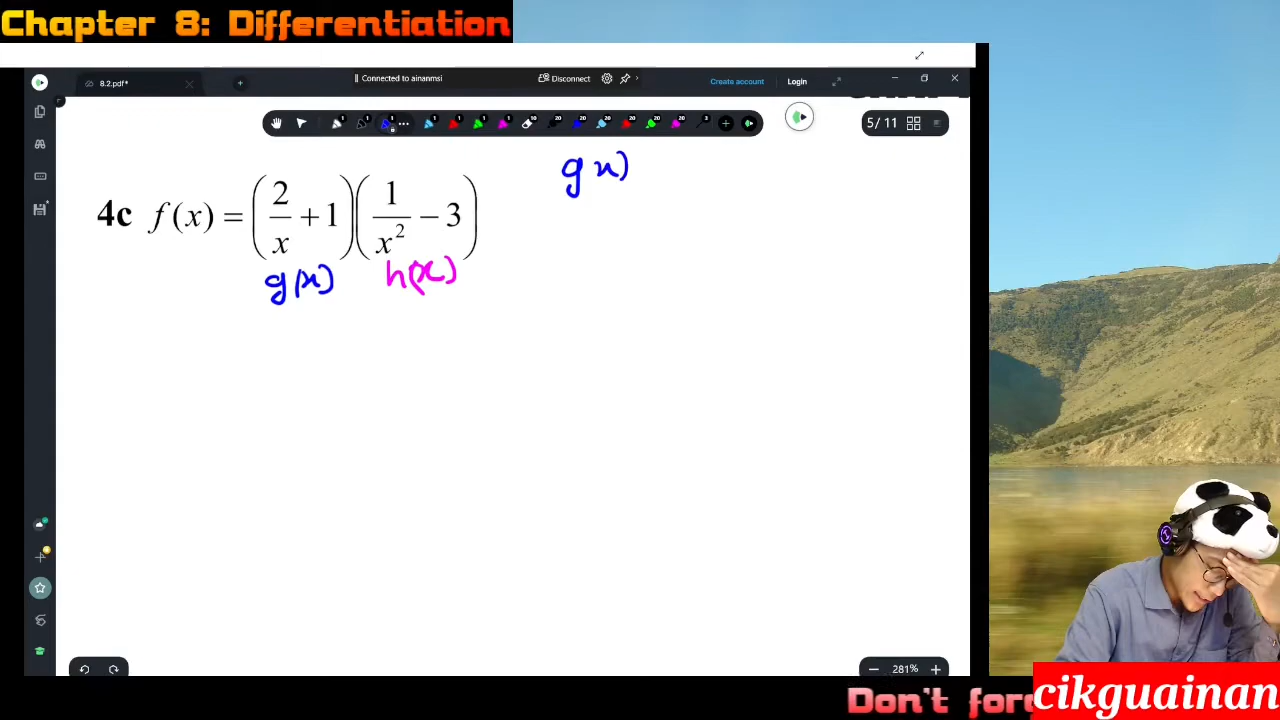 Chapter 8: Differentiation
8.2.pdf*
Connected to ainanmsi
Disconnect
Create account
Login
5/ 11
g x)
4c f(x) = (2/x + 1)(1/x² − 3)
g(x)
h(x)
281%
Don't for
cikguainan